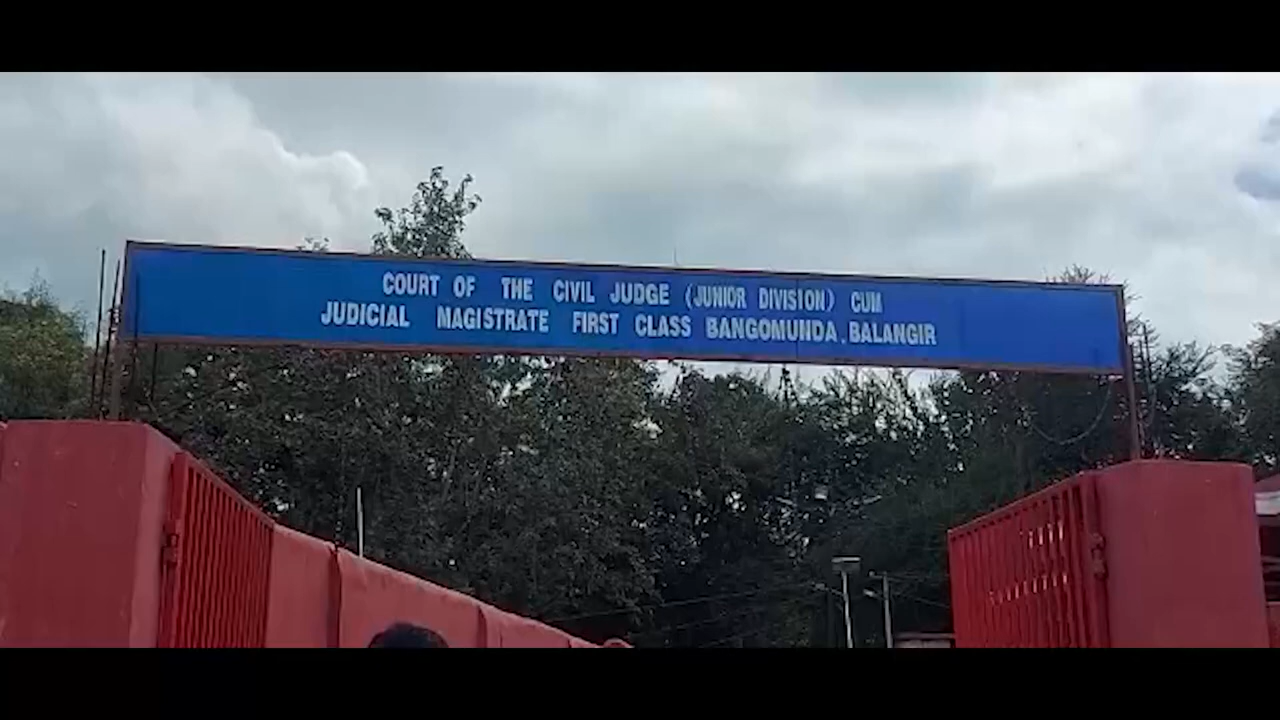 COURT OF THE CIVIL JUDGE (JUNIOR DIVISION) CUM
JUDICIAL MAGISTRATE FIRST CLASS BANGOMUNDA, BALANGIR